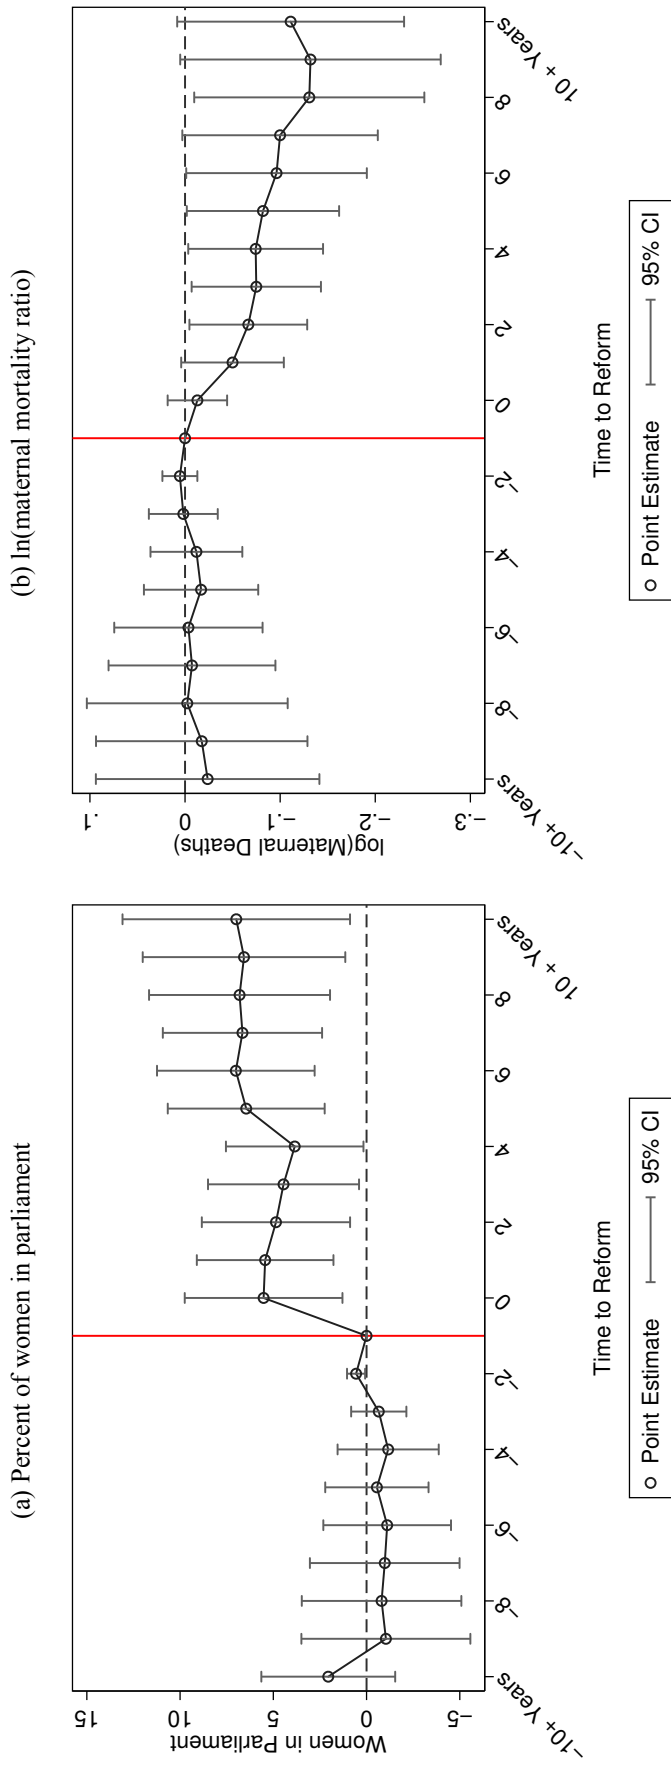 (a) Percent of women in parliament
Women in Parliament
15
10
5
0
−5
−10+ Years
−8
−6
−4
−2
0
2
4
6
8
10 + Years
Time to Reform
Point Estimate
95% CI
(b) ln(maternal mortality ratio)
log(Maternal Deaths)
.1
0
−.1
−.2
−.3
−10+ Years
−8
−6
−4
−2
0
2
4
6
8
10 + Years
Time to Reform
Point Estimate
95% CI